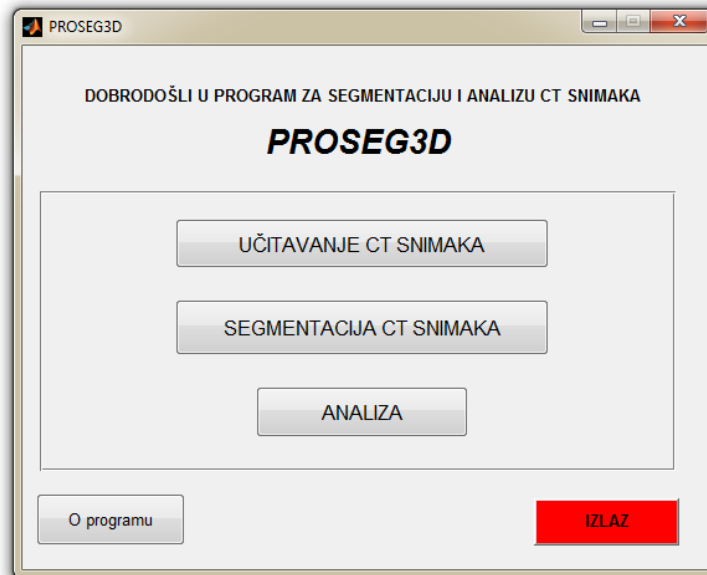 PROSEG3D
DOBRODOŠLI U PROGRAM ZA SEGMENTACIJU I ANALIZU CT SNIMAKA
PROSEG3D
UČITAVANJE CT SNIMAKA
SEGMENTACIJA CT SNIMAKA
ANALIZA
O programu
IZLAZ